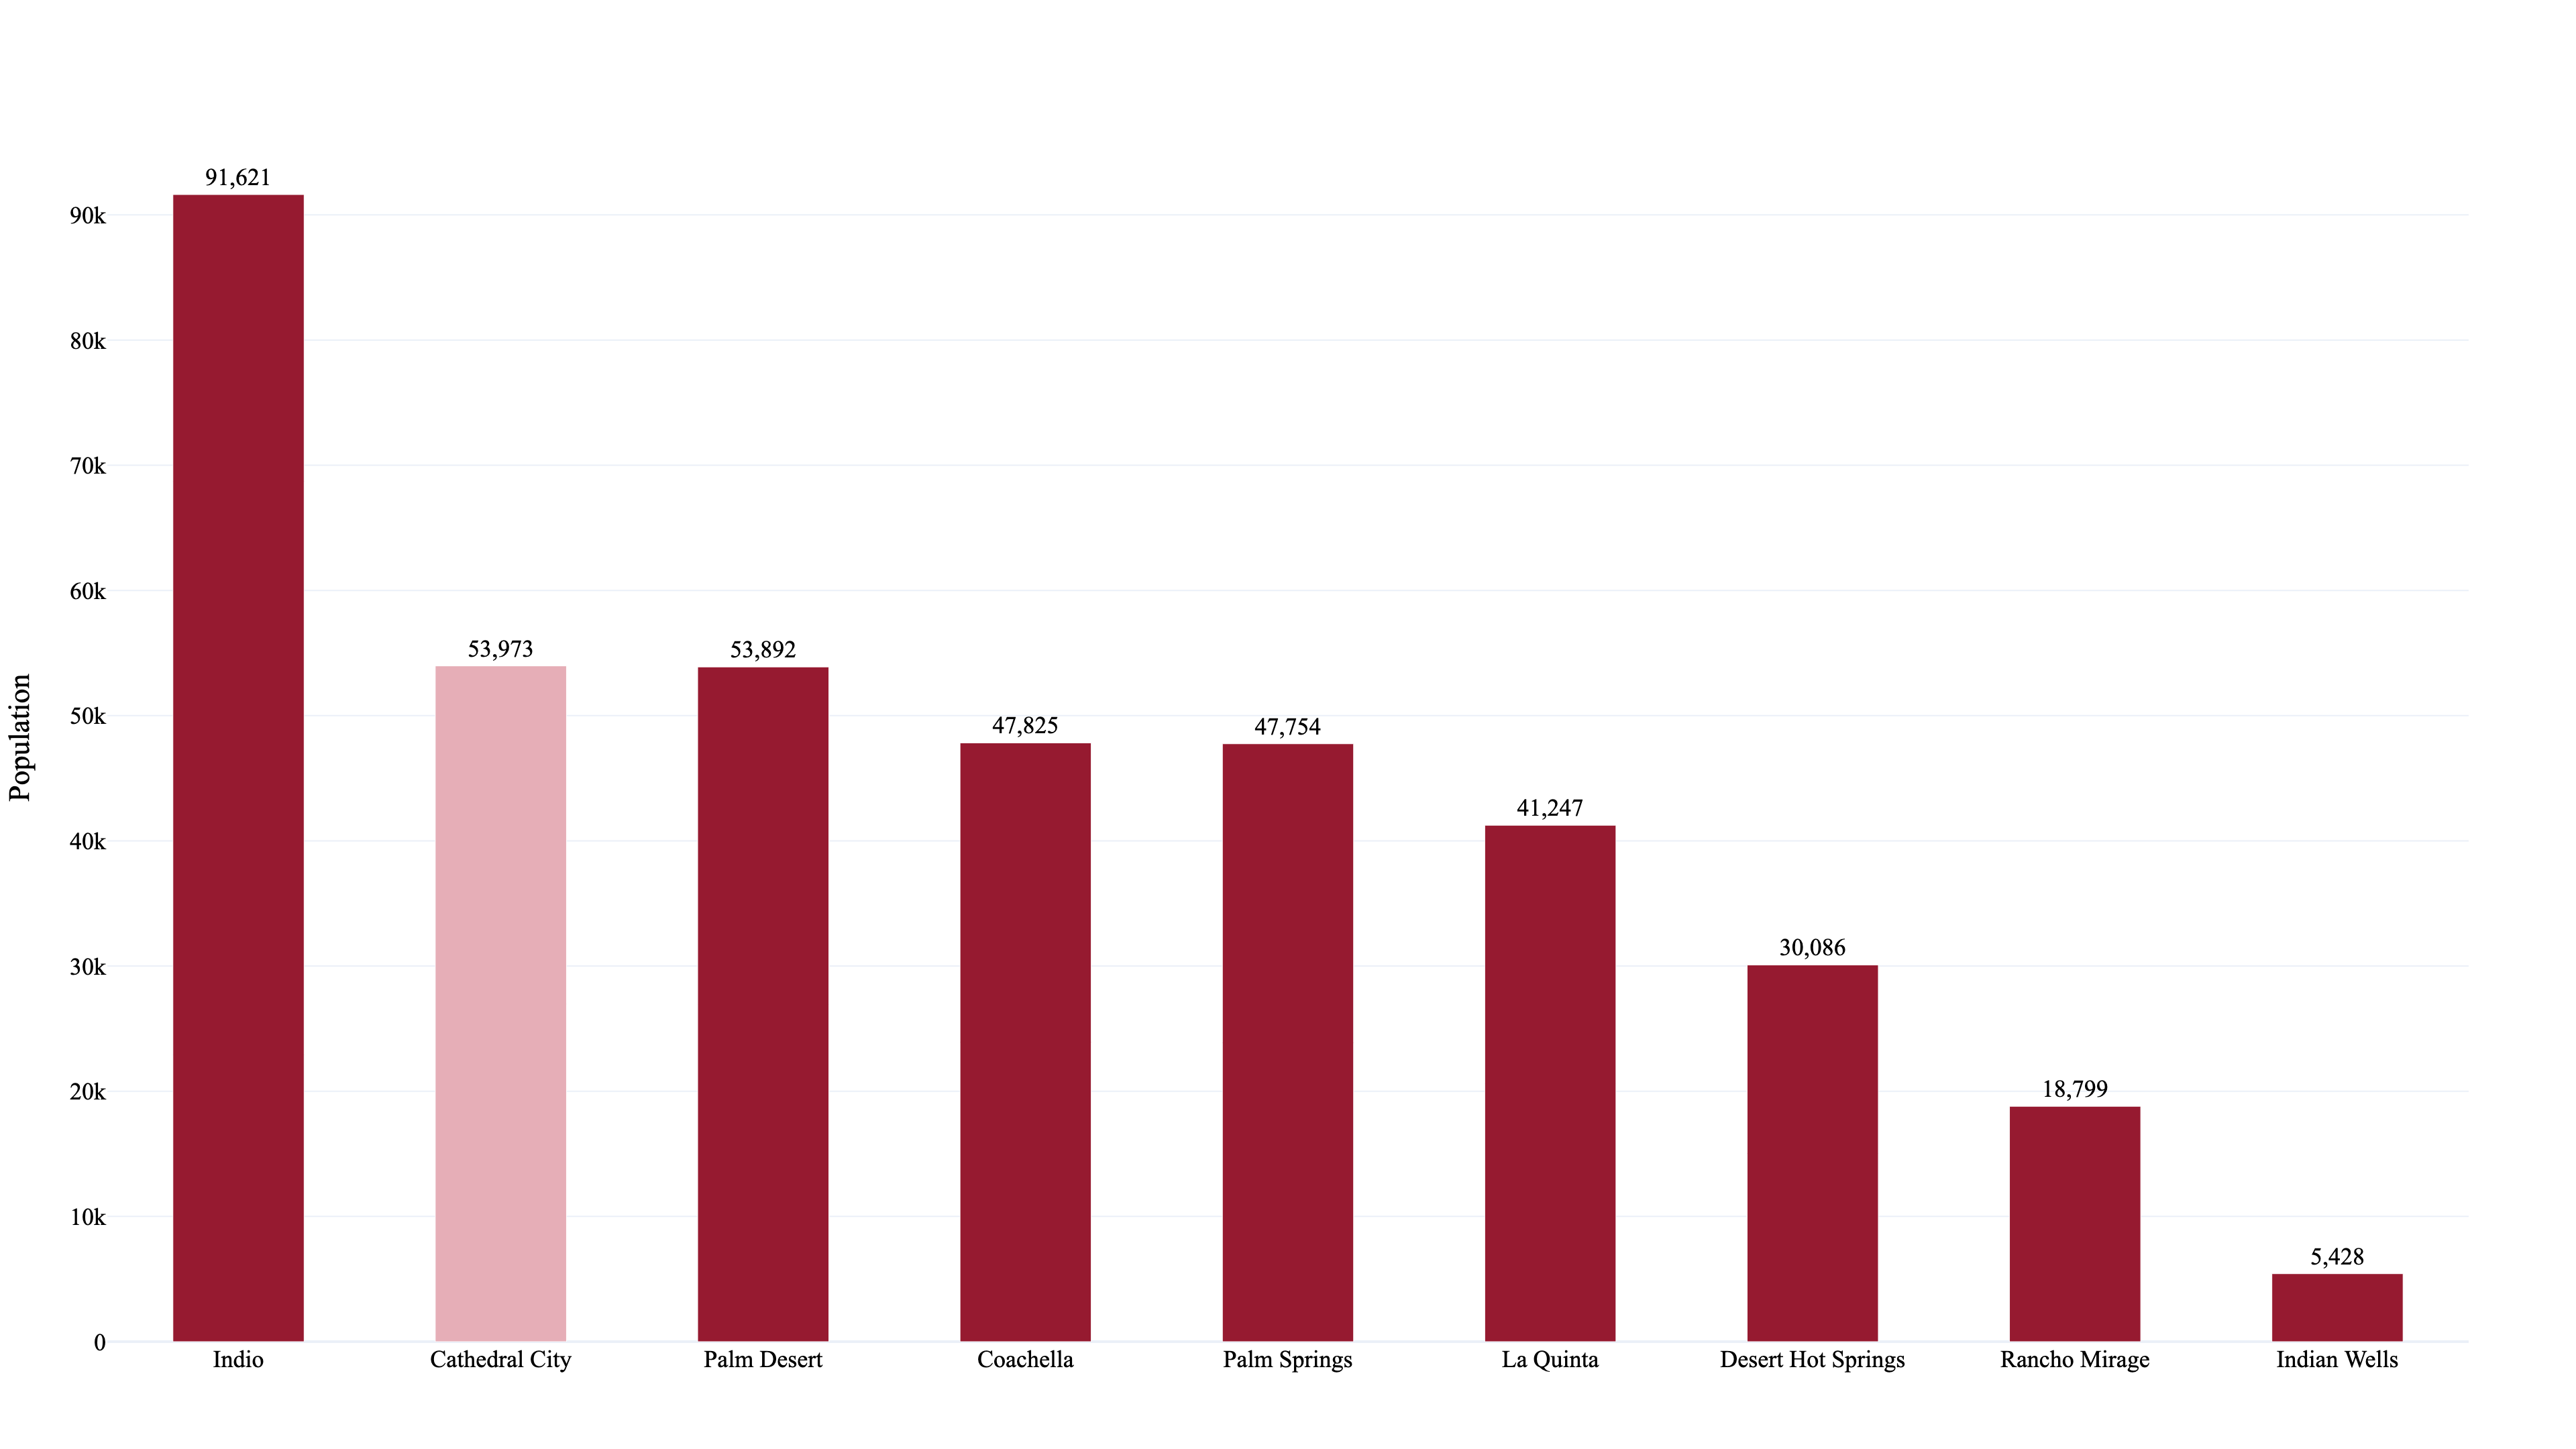 Population
90k
80k
70k
60k
50k
40k
30k
20k
10k
0
91,621
53,973
53,892
47,825
47,754
41,247
30,086
18,799
5,428
Indio
Cathedral City
Palm Desert
Coachella
Palm Springs
La Quinta
Desert Hot Springs
Rancho Mirage
Indian Wells